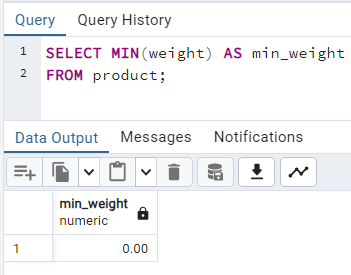 Query Query History
1 SELECT MIN(weight) AS min_weight
2 FROM product;
Data Output Messages Notifications
min_weight
numeric
1 0.00